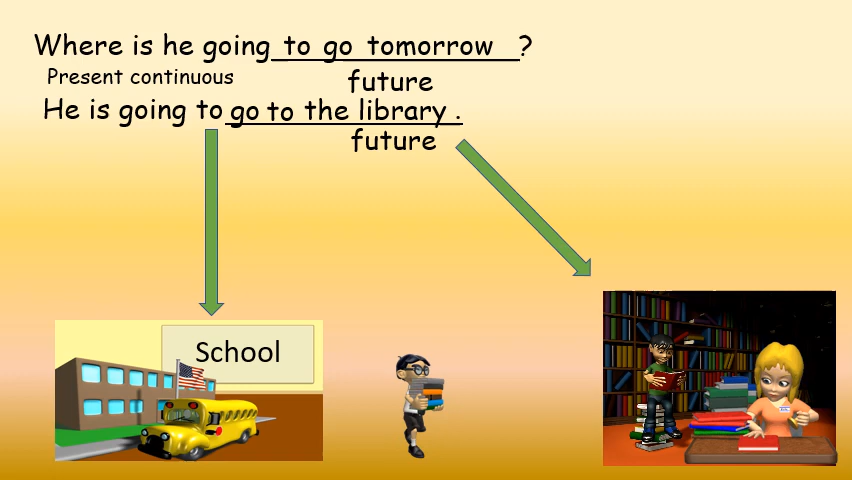 Where is he going to go tomorrow ?
Present continuous
future
He is going to go to the library .
future
School